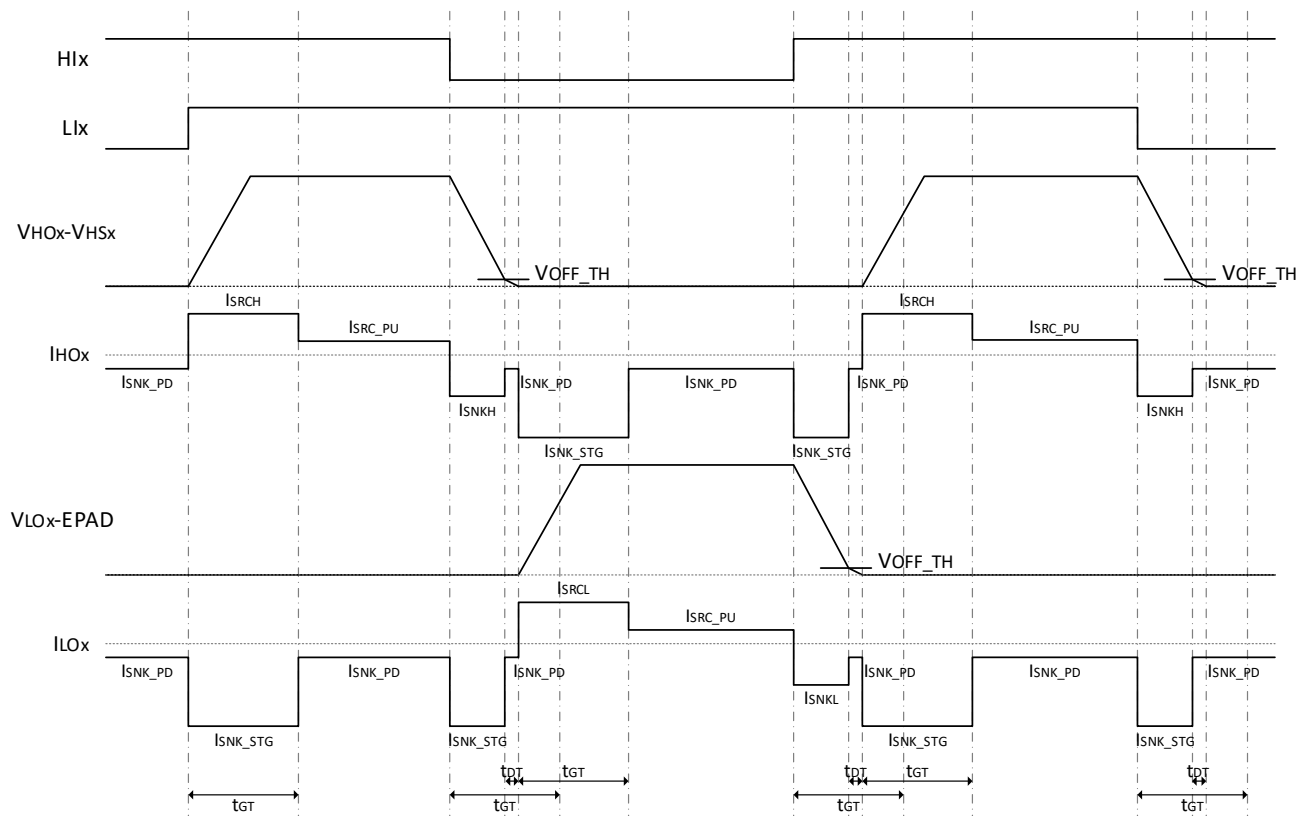 HIx
LIx
VHOx-VHSx
VOFF_TH
VOFF_TH
ISRCH
ISRCH
ISRC_PU
ISRC_PU
IHOx
ISNK_PD
ISNK_PD
ISNK_PD
ISNK_PD
ISNK_PD
ISNKH
ISNKH
ISNK_STG
ISNK_STG
VLOx-EPAD
VOFF_TH
ISRCL
ISRC_PU
ILOx
ISNK_PD
ISNK_PD
ISNK_PD
ISNK_PD
ISNK_PD
ISNK_PD
ISNKL
ISNK_STG
ISNK_STG
ISNK_STG
ISNK_STG
tDT
tGT
tDT
tGT
tDT
tGT
tGT
tGT
tGT